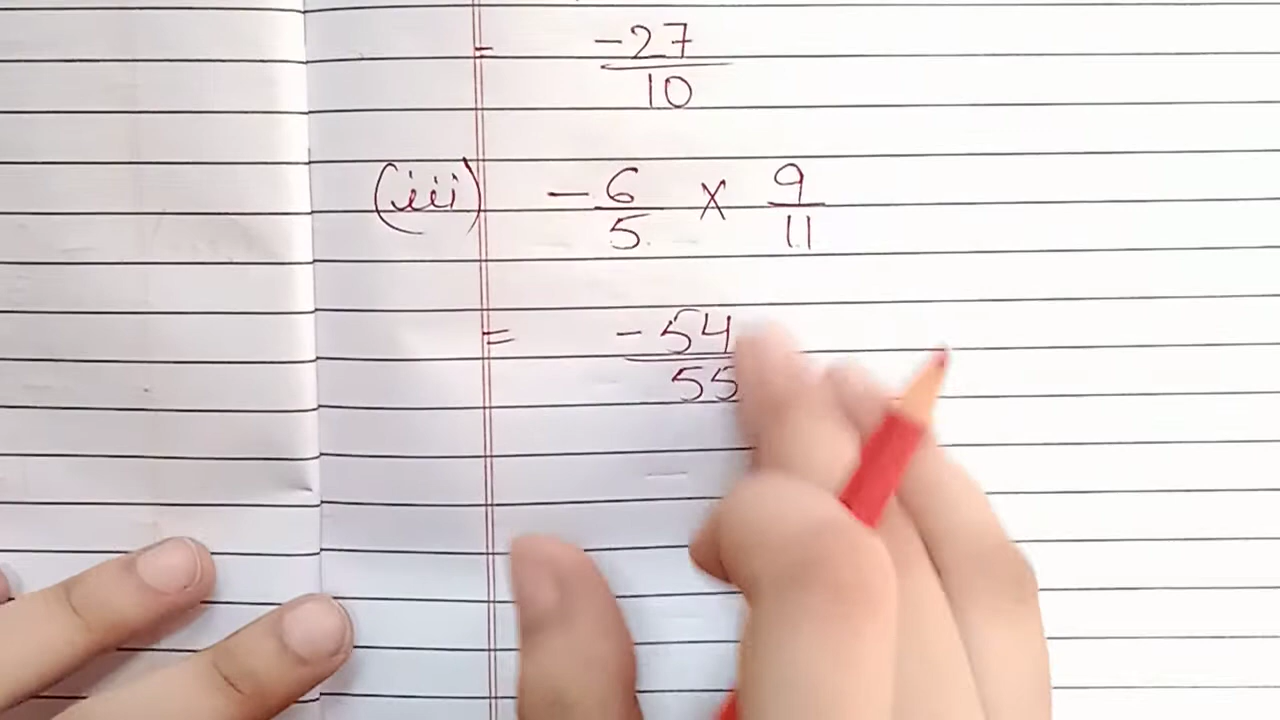 = -27/10
(iii) -6/5 × 9/11
= -54/55